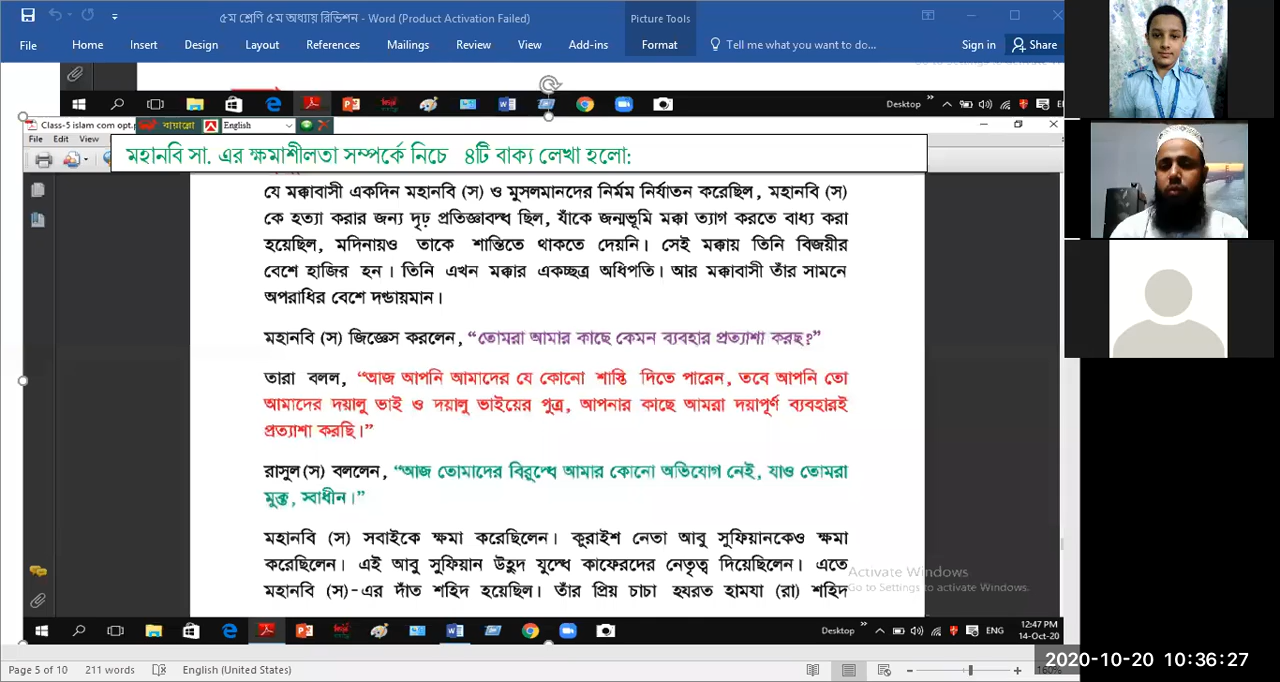 ৫ম শ্রেণি ৫ম অধ্যায় রিভিশন - Word (Product Activation Failed)
Picture Tools
File Home Insert Design Layout References Mailings Review View Add-ins Format Tell me what you want to do... Sign in Share
Desktop
Class-5 islam com opt.p
বায়ান্নো
English
File Edit View
মহানবি সা. এর ক্ষমাশীলতা সম্পর্কে নিচে ৪টি বাক্য লেখা হলো:
যে মক্কাবাসী একদিন মহানবি (স) ও মুসলমানদের নির্মম নির্যাতন করেছিল, মহানবি (স)
কে হত্যা করার জন্য দৃঢ় প্রতিজ্ঞাবদ্ধ ছিল, যাঁকে জন্মভূমি মক্কা ত্যাগ করতে বাধ্য করা
হয়েছিল, মদিনায়ও তাকে শান্তিতে থাকতে দেয়নি। সেই মক্কায় তিনি বিজয়ীর
বেশে হাজির হন। তিনি এখন মক্কার একচ্ছত্র অধিপতি। আর মক্কাবাসী তাঁর সামনে
অপরাধির বেশে দন্ডায়মান।
মহানবি (স) জিজ্ঞেস করলেন, “তোমরা আমার কাছে কেমন ব্যবহার প্রত্যাশা করছ?”
তারা বলল, “আজ আপনি আমাদের যে কোনো শাস্তি দিতে পারেন, তবে আপনি তো
আমাদের দয়ালু ভাই ও দয়ালু ভাইয়ের পুত্র, আপনার কাছে আমরা দয়াপূর্ণ ব্যবহারই
প্রত্যাশা করছি।”
রাসুল (স) বললেন, “আজ তোমাদের বিরুদ্ধে আমার কোনো অভিযোগ নেই, যাও তোমরা
মুক্ত, স্বাধীন।”
মহানবি (স) সবাইকে ক্ষমা করেছিলেন। কুরাইশ নেতা আবু সুফিয়ানকেও ক্ষমা
করেছিলেন। এই আবু সুফিয়ান উহুদ যুদ্ধে কাফেরদের নেতৃত্ব দিয়েছিলেন। এতে
মহানবি (স)-এর দাঁত শহিদ হয়েছিল। তাঁর প্রিয় চাচা হযরত হামযা (রা) শহিদ
Activate Windows
Go to Settings to activate Windows.
Desktop ENG 12:47 PM
14-Oct-20
2020-10-20 10:36:27
Page 5 of 10 211 words English (United States) 160%